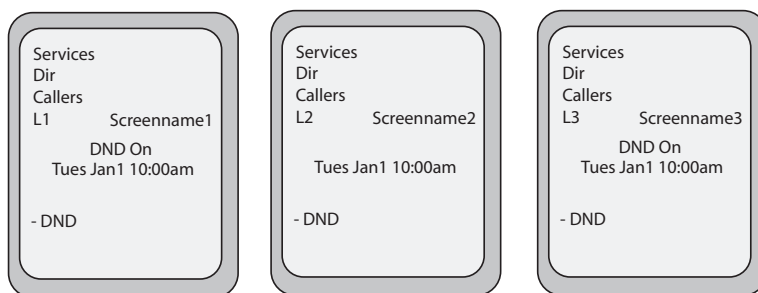 Services
Dir
Callers
L1 Screenname1
DND On
Tues Jan1 10:00am
- DND
Services
Dir
Callers
L2 Screenname2
Tues Jan1 10:00am
- DND
Services
Dir
Callers
L3 Screenname3
DND On
Tues Jan1 10:00am
- DND